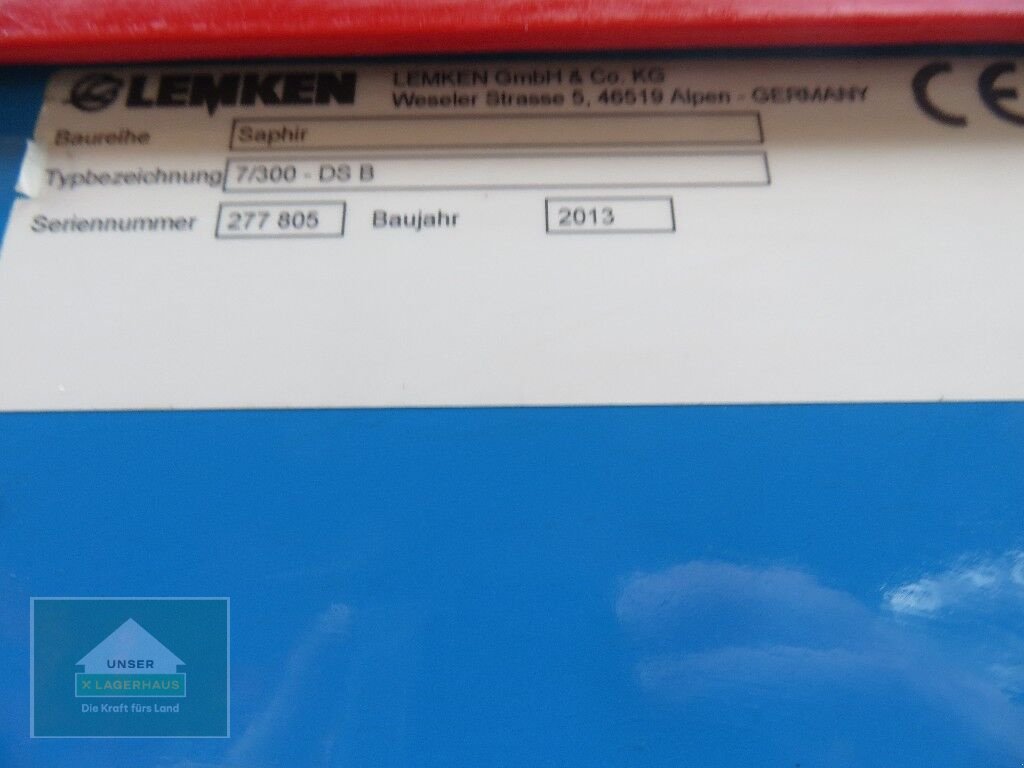 LEMKEN
LEMKEN GmbH & Co. KG
Weseler Strasse 5, 46519 Alpen - GERMANY
CE
Baureihe Saphir
Typbezeichnung 7/300 - DS B
Seriennummer 277 805 Baujahr 2013
UNSER
X LAGERHAUS
Die Kraft fürs Land